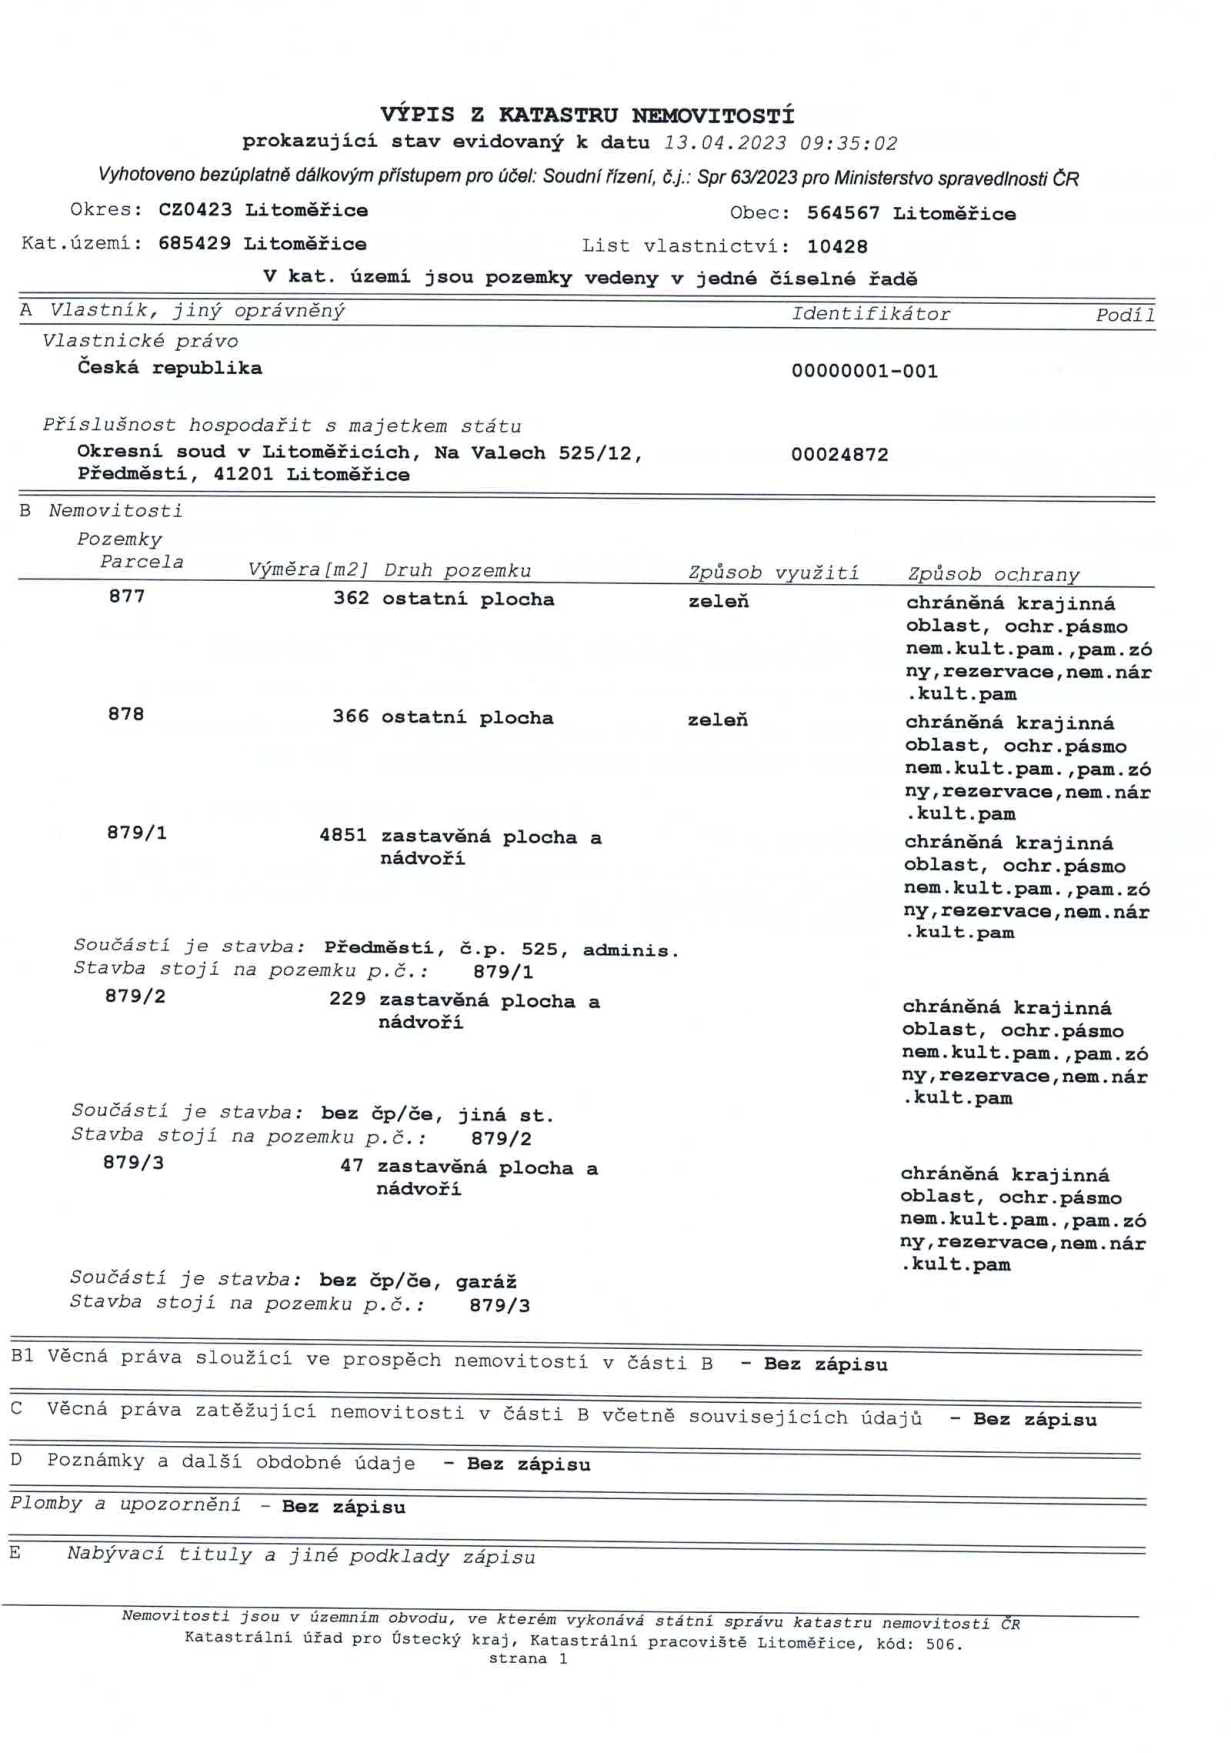 VÝPIS Z KATASTRU NEMOVITOSTÍ
prokazující stav evidovaný k datu 13.04.2023 09:35:02
Vyhotoveno bezúplatně dálkovým přístupem pro účel: Soudní řízení, č.j.: Spr 63/2023 pro Ministerstvo spravedlnosti ČR
Okres: CZ0423 Litoměřice Obec: 564567 Litoměřice
Kat.území: 685429 Litoměřice List vlastnictví: 10428
V kat. území jsou pozemky vedeny v jedné číselné řadě
A Vlastník, jiný oprávněný Identifikátor Podíl
Vlastnické právo
Česká republika 00000001-001
Příslušnost hospodařit s majetkem státu
Okresní soud v Litoměřicích, Na Valech 525/12, 00024872
Předměstí, 41201 Litoměřice
B Nemovitosti
Pozemky
Parcela Výměra[m2] Druh pozemku Způsob využití Způsob ochrany
877 362 ostatní plocha zeleň chráněná krajinná
oblast, ochr.pásmo
nem.kult.pam.,pam.zó
ny,rezervace,nem.nár
.kult.pam
878 366 ostatní plocha zeleň chráněná krajinná
oblast, ochr.pásmo
nem.kult.pam.,pam.zó
ny,rezervace,nem.nár
.kult.pam
879/1 4851 zastavěná plocha a chráněná krajinná
nádvoří oblast, ochr.pásmo
nem.kult.pam.,pam.zó
ny,rezervace,nem.nár
.kult.pam
Součástí je stavba: Předměstí, č.p. 525, adminis.
Stavba stojí na pozemku p.č.: 879/1
879/2 229 zastavěná plocha a chráněná krajinná
nádvoří oblast, ochr.pásmo
nem.kult.pam.,pam.zó
ny,rezervace,nem.nár
.kult.pam
Součástí je stavba: bez čp/če, jiná st.
Stavba stojí na pozemku p.č.: 879/2
879/3 47 zastavěná plocha a chráněná krajinná
nádvoří oblast, ochr.pásmo
nem.kult.pam.,pam.zó
ny,rezervace,nem.nár
.kult.pam
Součástí je stavba: bez čp/če, garáž
Stavba stojí na pozemku p.č.: 879/3
B1 Věcná práva sloužící ve prospěch nemovitostí v části B - Bez zápisu
C Věcná práva zatěžující nemovitosti v části B včetně souvisejících údajů - Bez zápisu
D Poznámky a další obdobné údaje - Bez zápisu
Plomby a upozornění - Bez zápisu
E Nabývací tituly a jiné podklady zápisu
Nemovitosti jsou v územním obvodu, ve kterém vykonává státní správu katastru nemovitostí ČR
Katastrální úřad pro Ústecký kraj, Katastrální pracoviště Litoměřice, kód: 506.
strana 1